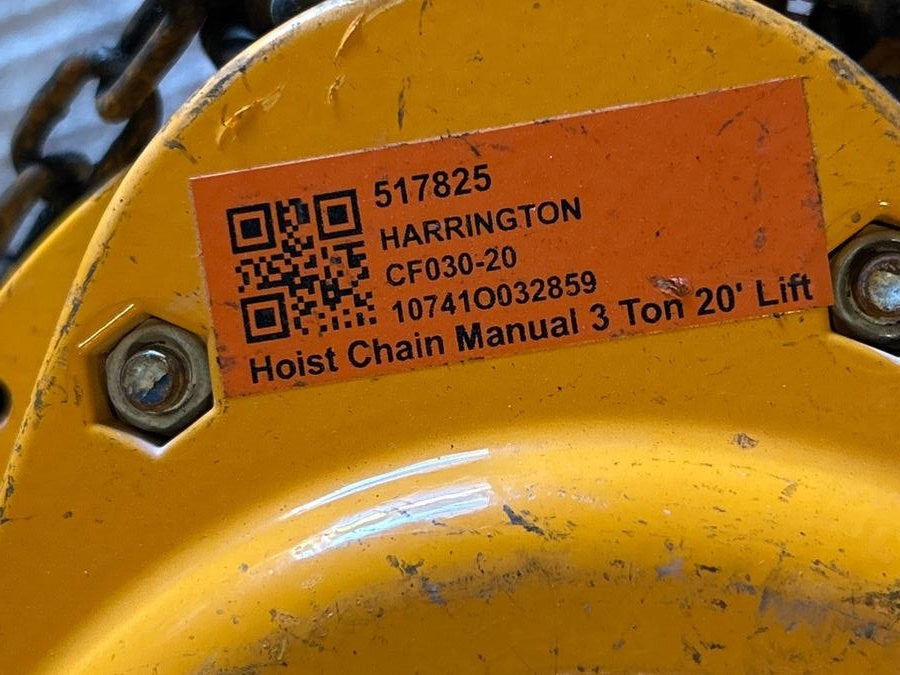 517825
HARRINGTON
CF030-20
10741O032859
Hoist Chain Manual 3 Ton 20' Lift